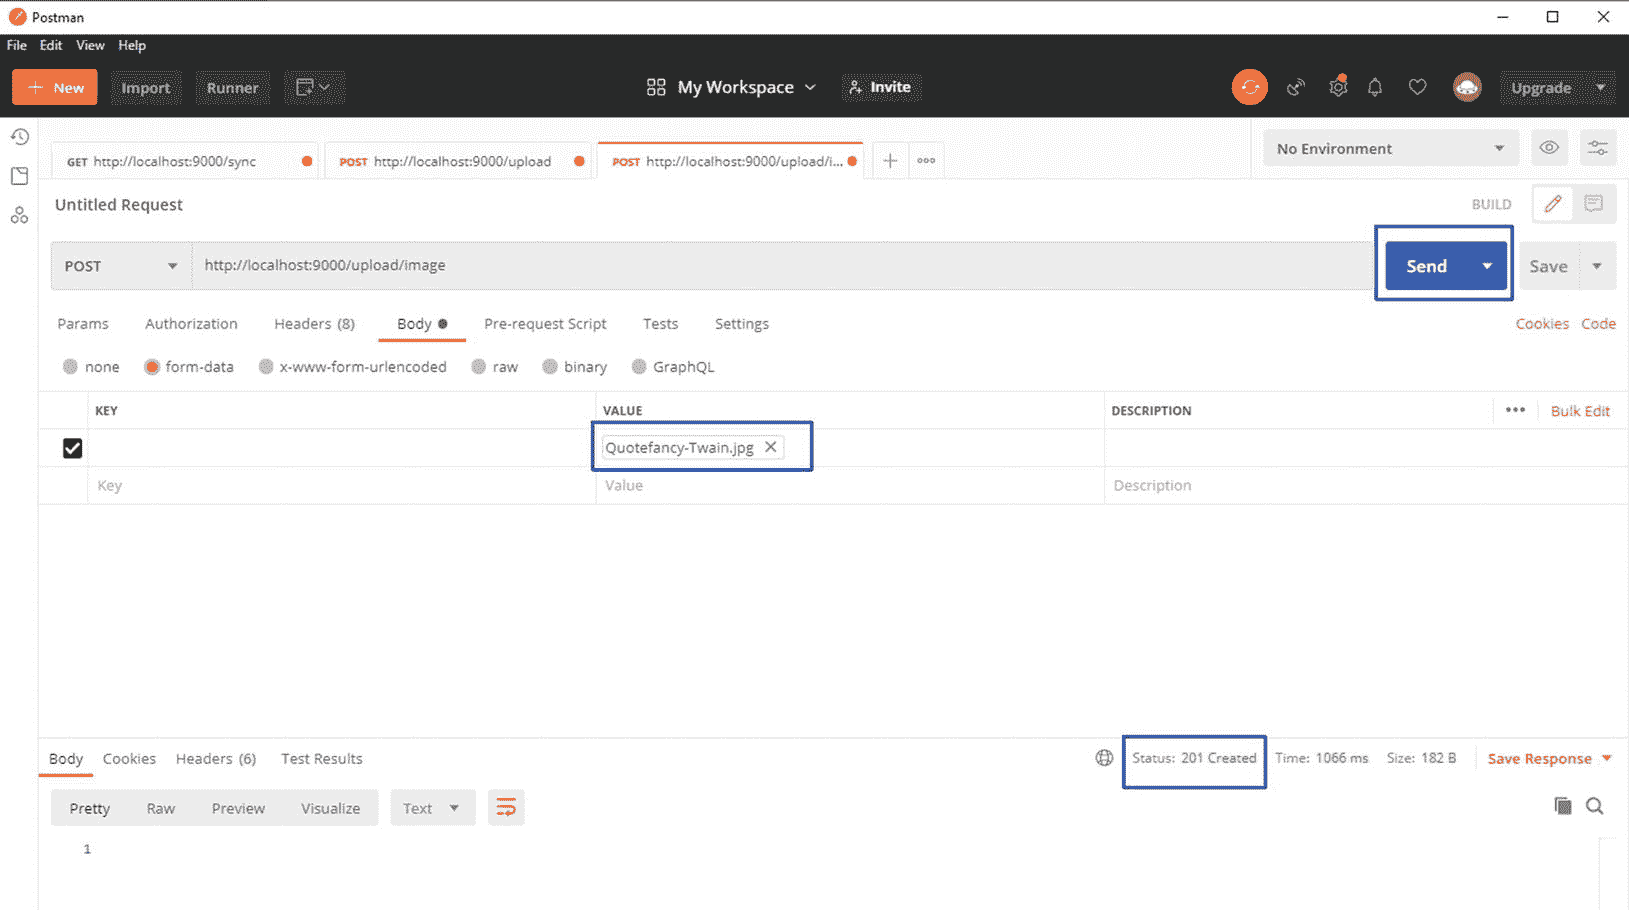 Postman
File Edit View Help
+ New Import Runner My Workspace Invite Upgrade
GET http://localhost:9000/sync POST http://localhost:9000/upload POST http://localhost:9000/upload/i... + ooo No Environment
Untitled Request BUILD
POST http://localhost:9000/upload/image Send Save
Params Authorization Headers (8) Body Pre-request Script Tests Settings Cookies Code
none form-data x-www-form-urlencoded raw binary GraphQL
KEY VALUE DESCRIPTION ••• Bulk Edit
Quotefancy-Twain.jpg
Key Value Description
Body Cookies Headers (6) Test Results Status: 201 Created Time: 1066 ms Size: 182 B Save Response
Pretty Raw Preview Visualize Text
1